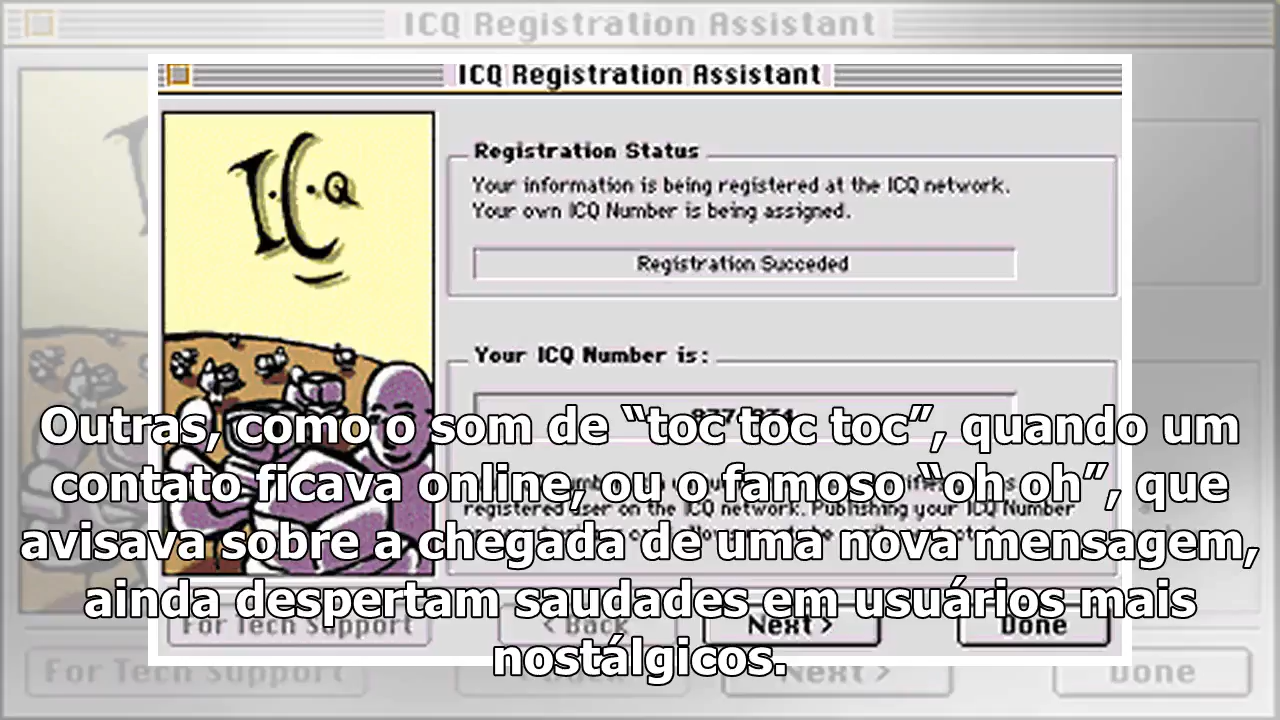 ICQ Registration Assistant
ICQ Registration Assistant
ICQ
Registration Status
Your information is being registered at the ICQ network.
Your own ICQ Number is being assigned.
Registration Succeded
Your ICQ Number is:
Outras, como o som de “toc toc toc”, quando um
contato ficava online, ou o famoso “oh oh”, que
registered user on the ICQ network. Publishing your ICQ Number
avisava sobre a chegada de uma nova mensagem,
ainda despertam saudades em usuários mais
For Tech Support
< Back
Next >
Done
nostálgicos.
For Tech Support
Next >
Done